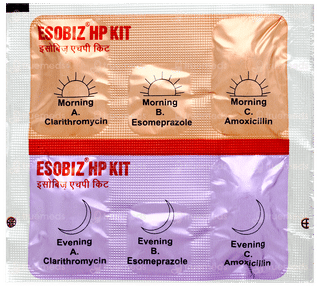 ESOBIZ® HP KIT
इसोबिज़ एचपी किट
Morning Morning Morning
A. B. C.
Clarithromycin Esomeprazole Amoxicillin
ESOBIZ® HP KIT
इसोबिज़ एचपी किट
Evening Evening Evening
A. B. C.
Clarithromycin Esomeprazole Amoxicillin